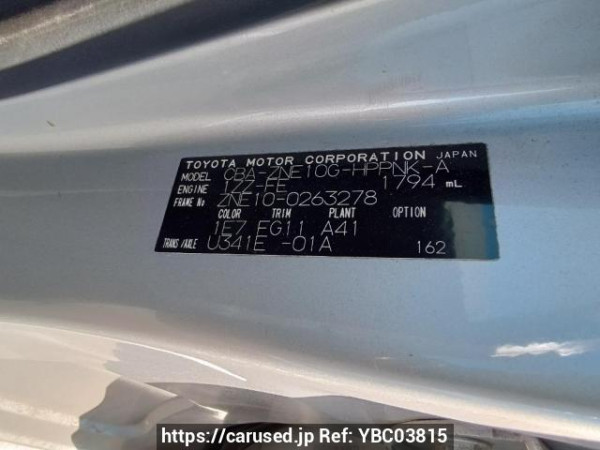 TOYOTA MOTOR CORPORATION JAPAN
MODEL CBA-ZNE10G-HPPNK-A
ENGINE 1ZZ-FE 1794 mL
FRAME No ZNE10-0263278
COLOR TRIM PLANT OPTION
1E7 EG11 A41
TRANS/AXLE U341E -01A 162
https://carused.jp Ref: YBC03815